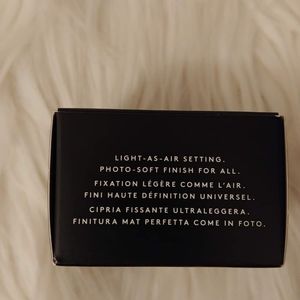 LIGHT-AS-AIR SETTING.
PHOTO-SOFT FINISH FOR ALL.
FIXATION LÉGÈRE COMME L'AIR.
FINI HAUTE DÉFINITION UNIVERSEL.
CIPRIA FISSANTE ULTRALEGGERA.
FINITURA MAT PERFETTA COME IN FOTO.